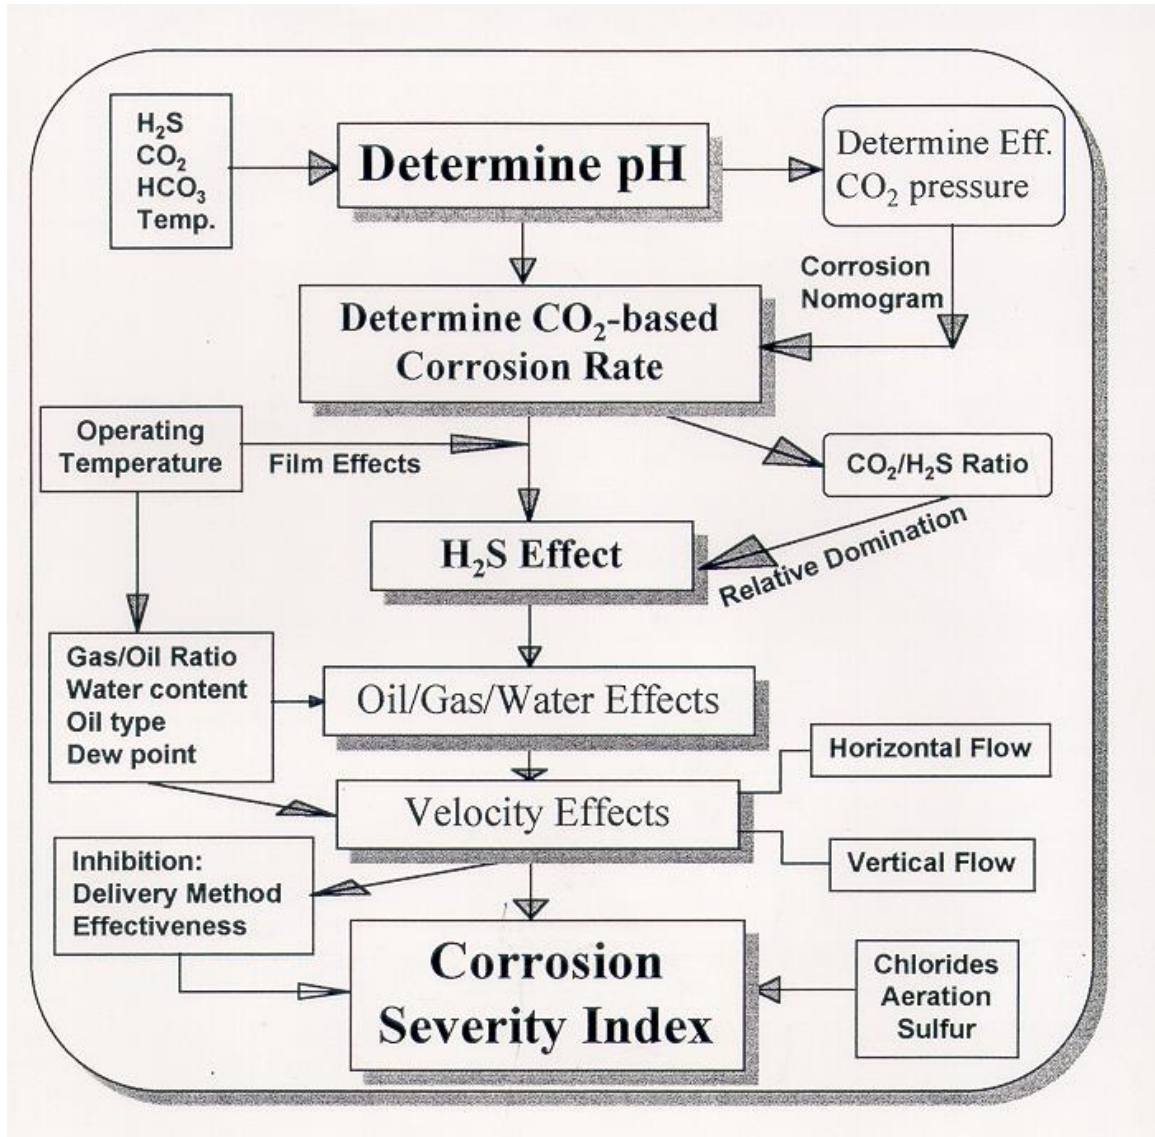 H₂S
CO₂
HCO₃
Temp.
Determine pH
Determine Eff.
CO₂ pressure
Corrosion
Nomogram
Determine CO₂-based
Corrosion Rate
Operating
Temperature
Film Effects
CO₂/H₂S Ratio
H₂S Effect
Relative Domination
Gas/Oil Ratio
Water content
Oil type
Dew point
Oil/Gas/Water Effects
Horizontal Flow
Velocity Effects
Vertical Flow
Inhibition:
Delivery Method
Effectiveness
Corrosion
Severity Index
Chlorides
Aeration
Sulfur